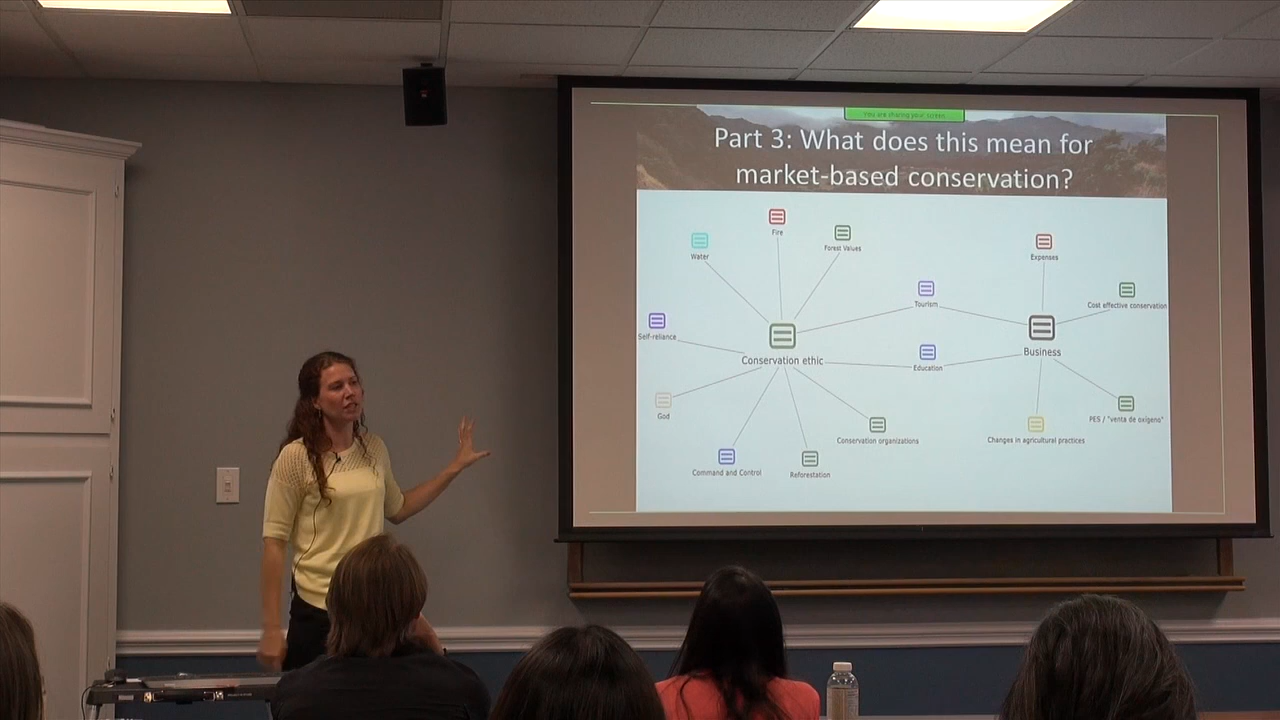 You are sharing your screen
Part 3: What does this mean for
market-based conservation?
Fire
Water
Forest Values
Expenses
Tourism
Cost effective conservation
Self-reliance
Conservation ethic
Business
Education
God
PES / "venta de oxígeno"
Conservation organizations
Changes in agricultural practices
Command and Control
Reforestation